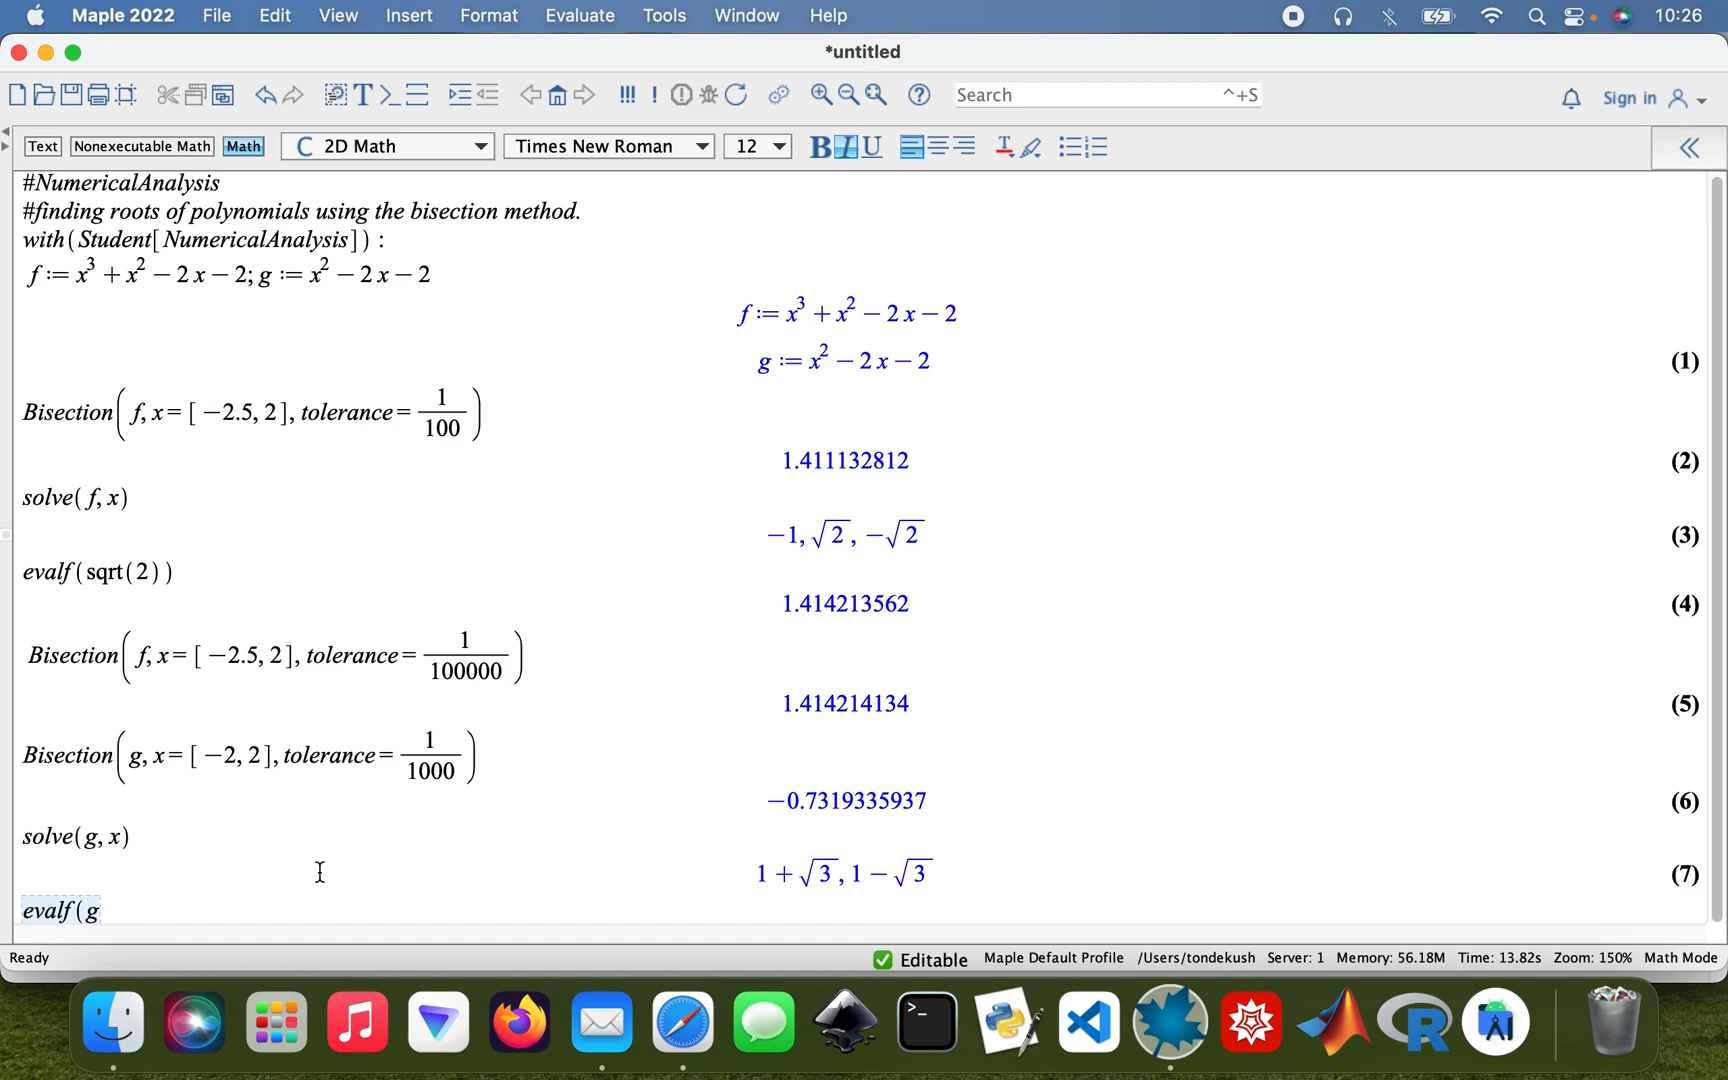 Maple 2022 File Edit View Insert Format Evaluate Tools Window Help 10:26
*untitled
Search ^+S Sign in
Text Nonexecutable Math Math C 2D Math Times New Roman 12 B I U
#NumericalAnalysis
#finding roots of polynomials using the bisection method.
with(Student[NumericalAnalysis]) :
f := x^3 + x^2 − 2 x − 2; g := x^2 − 2 x − 2
f := x^3 + x^2 − 2 x − 2
g := x^2 − 2 x − 2 (1)
Bisection( f, x = [ −2.5, 2 ], tolerance = 1/100 )
1.411132812 (2)
solve( f, x )
−1, √2, −√2 (3)
evalf( sqrt(2) )
1.414213562 (4)
Bisection( f, x = [ −2.5, 2 ], tolerance = 1/100000 )
1.414214134 (5)
Bisection( g, x = [ −2, 2 ], tolerance = 1/1000 )
−0.7319335937 (6)
solve( g, x )
1 + √3, 1 − √3 (7)
evalf( g
Ready Editable Maple Default Profile /Users/tondekush Server: 1 Memory: 56.18M Time: 13.82s Zoom: 150% Math Mode